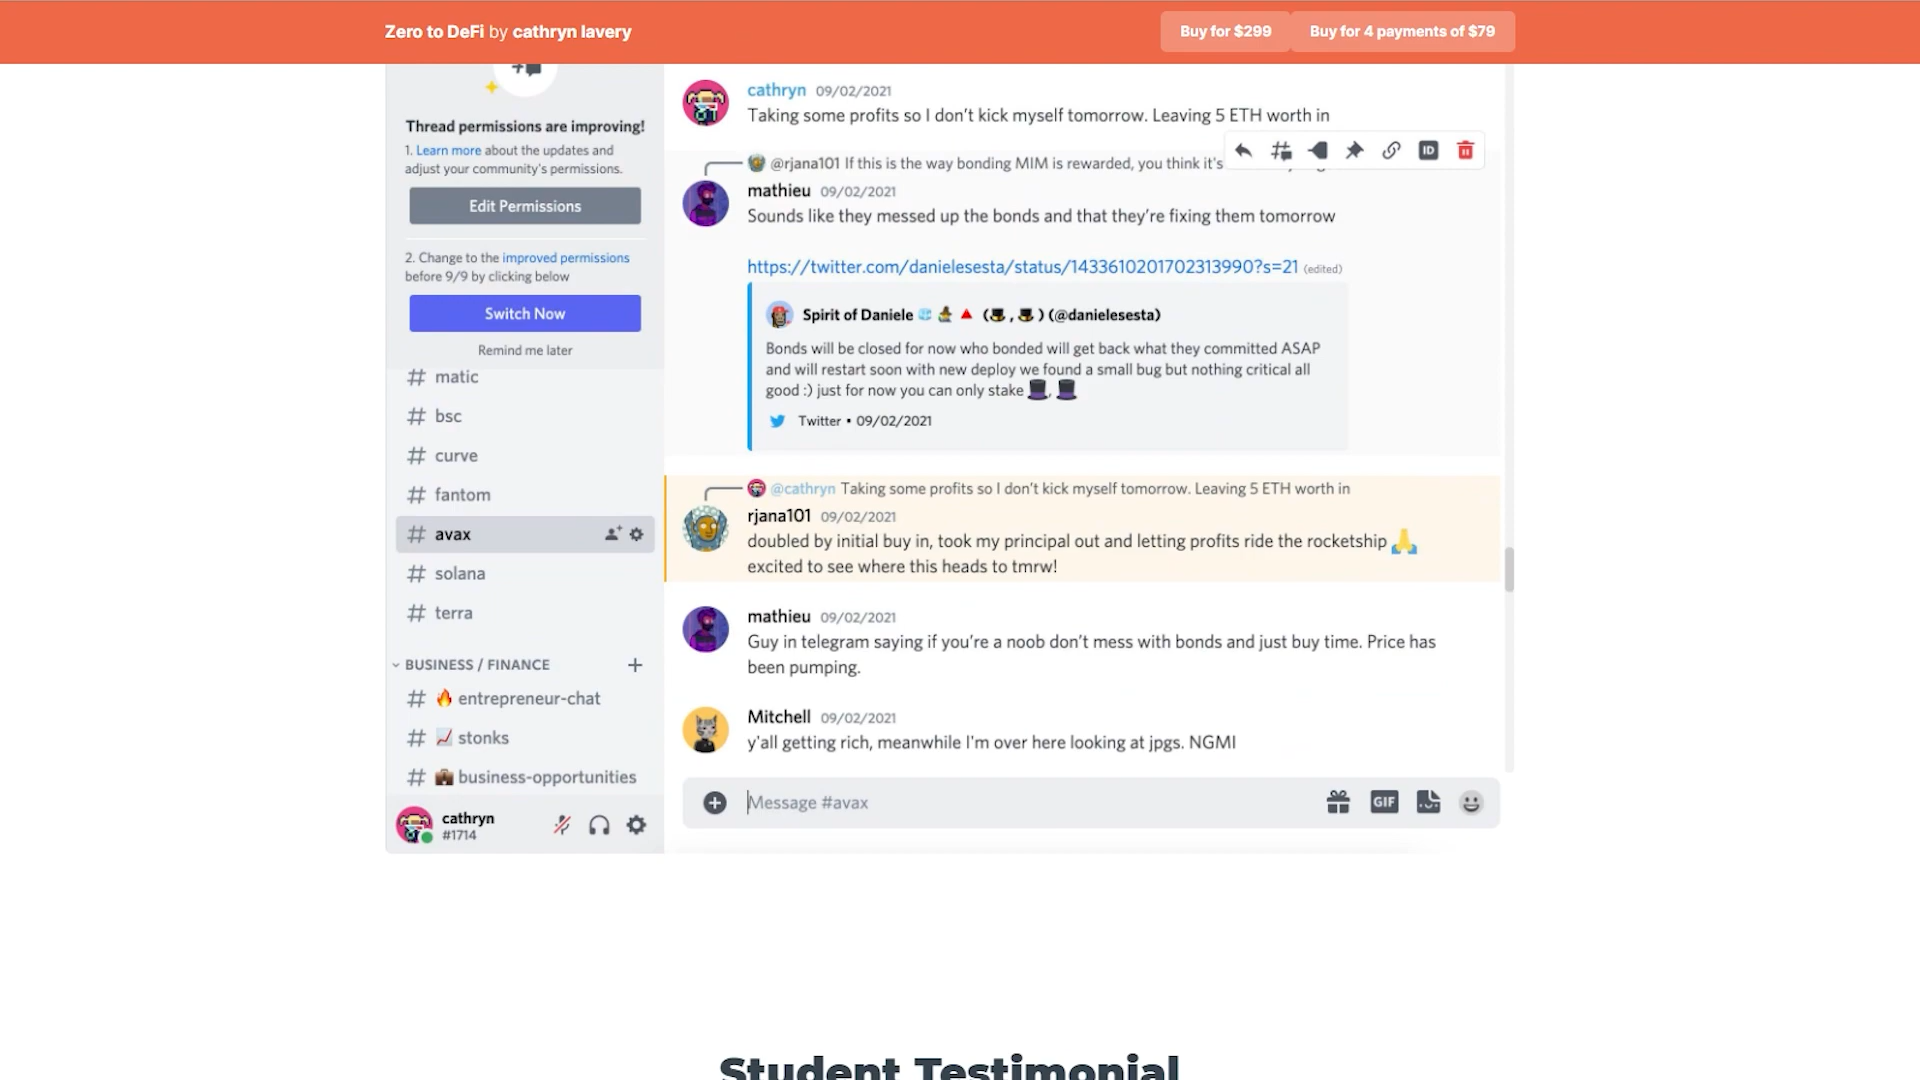 Zero to DeFi by cathryn lavery
Buy for $299
Buy for 4 payments of $79
Thread permissions are improving!
1. Learn more about the updates and
adjust your community's permissions.
Edit Permissions
2. Change to the improved permissions
before 9/9 by clicking below
Switch Now
Remind me later
# matic
# bsc
# curve
# fantom
# avax
# solana
# terra
BUSINESS / FINANCE
# 🔥 entrepreneur-chat
# 📈 stonks
# 💼 business-opportunities
cathryn
#1714
cathryn 09/02/2021
Taking some profits so I don't kick myself tomorrow. Leaving 5 ETH worth in
@rjana101 If this is the way bonding MIM is rewarded, you think it's
ID
mathieu 09/02/2021
Sounds like they messed up the bonds and that they're fixing them tomorrow
https://twitter.com/danielesesta/status/1433610201702313990?s=21 (edited)
Spirit of Daniele 🧊🧙🔺 (🎩,🎩) (@danielesesta)
Bonds will be closed for now who bonded will get back what they committed ASAP
and will restart soon with new deploy we found a small bug but nothing critical all
good :) just for now you can only stake 🎩, 🎩
Twitter • 09/02/2021
@cathryn Taking some profits so I don't kick myself tomorrow. Leaving 5 ETH worth in
rjana101 09/02/2021
doubled by initial buy in, took my principal out and letting profits ride the rocketship 🙏
excited to see where this heads to tmrw!
mathieu 09/02/2021
Guy in telegram saying if you're a noob don't mess with bonds and just buy time. Price has
been pumping.
Mitchell 09/02/2021
y'all getting rich, meanwhile I'm over here looking at jpgs. NGMI
Message #avax
GIF
Student Testimonial